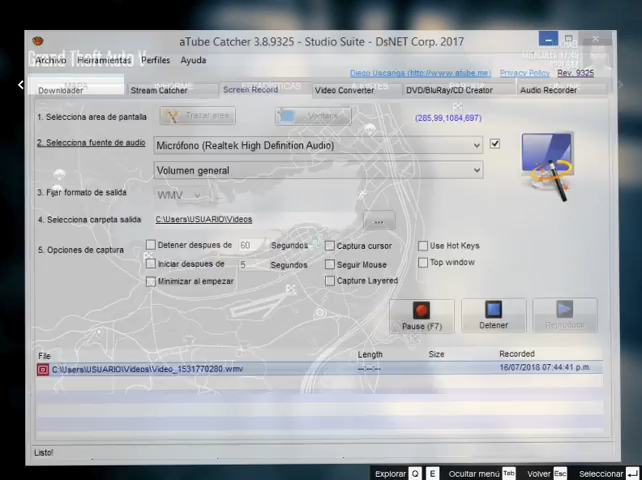 aTube Catcher 3.8.9325 - Studio Suite - DsNET Corp. 2017
Grand Theft Auto V
Archivo Herramientas Perfiles Ayuda
Diego Uscanga (http://www.atube.me) Privacy Policy Rev. 9325
Downloader Stream Catcher Screen Record Video Converter DVD/BluRay/CD Creator Audio Recorder
1. Selecciona area de pantalla Trazar area Ventana (285,99,1084,697)
2. Selecciona fuente de audio Micrófono (Realtek High Definition Audio)
Volumen general
3. Fijar formato de salida WMV
4. Selecciona carpeta salida C:\Users\USUARIO\Videos ...
5. Opciones de captura Detener despues de 60 Segundos Captura cursor Use Hot Keys
Iniciar despues de 5 Segundos Seguir Mouse Top window
Minimizar al empezar Capture Layered
Pause (F7) Detener Reproducir
File Length Size Recorded
C:\Users\USUARIO\Videos\Video_1531770280.wmv --:--:-- 16/07/2018 07:44:41 p.m.
Listo!
Explorar Q E Ocultar menú Tab Volver Esc Seleccionar